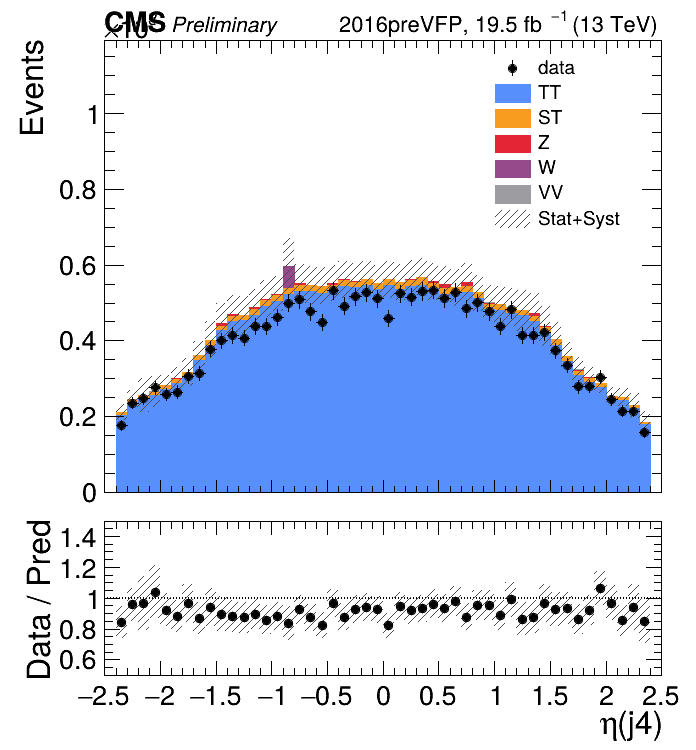 CMS Preliminary 2016preVFP, 19.5 fb⁻¹ (13 TeV)
Events
data
TT
ST
Z
W
VV
Stat+Syst
1
0.8
0.6
0.4
0.2
0
Data / Pred
1.4
1.2
1
0.8
0.6
−2.5 −2 −1.5 −1 −0.5 0 0.5 1 1.5 2 2.5
η(j4)